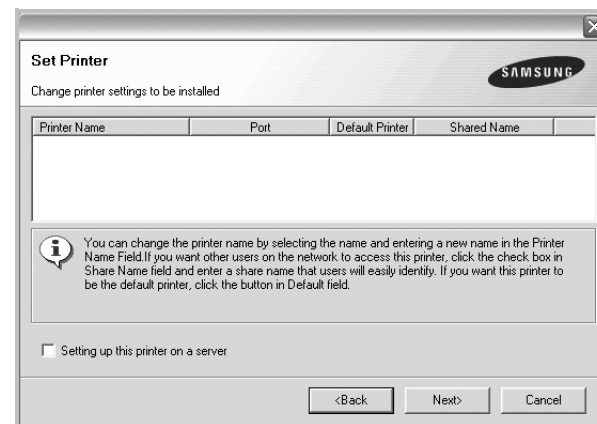 Set Printer
SAMSUNG
Change printer settings to be installed
Printer Name Port Default Printer Shared Name
You can change the printer name by selecting the name and entering a new name in the Printer
Name Field.If you want other users on the network to access this printer, click the check box in
Share Name field and enter a share name that users will easily identify. If you want this printer to
be the default printer, click the button in Default field.
Setting up this printer on a server
<Back Next> Cancel